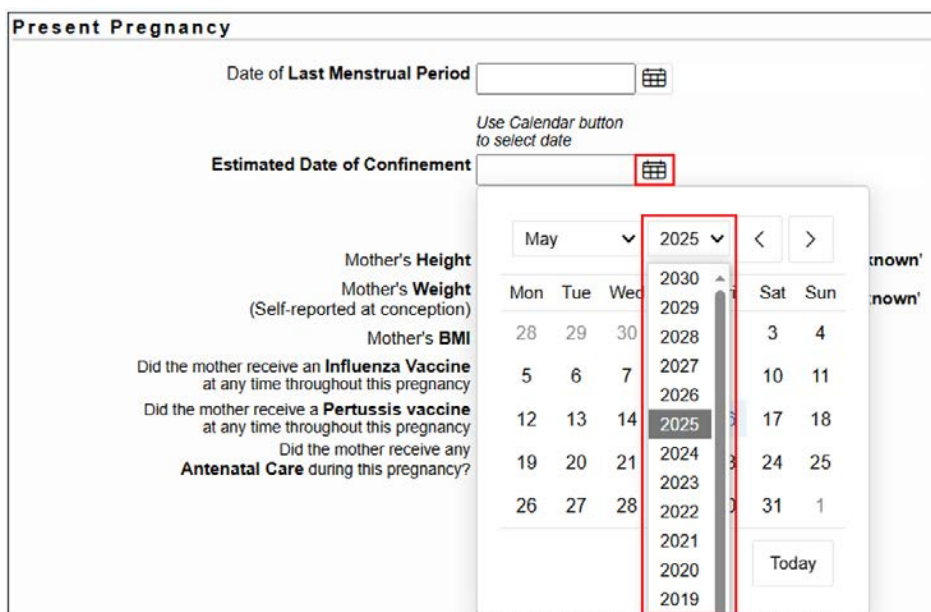 Present Pregnancy
Date of Last Menstrual Period
Use Calendar button
to select date
Estimated Date of Confinement
May 2025
Mother's Height
known'
Mother's Weight
(Self-reported at conception)
known'
Mother's BMI
Did the mother receive an Influenza Vaccine
at any time throughout this pregnancy
Did the mother receive a Pertussis vaccine
at any time throughout this pregnancy
Did the mother receive any
Antenatal Care during this pregnancy?
Mon Tue Wed Sat Sun
28 29 30 3 4
5 6 7 10 11
12 13 14 17 18
19 20 21 24 25
26 27 28 31 1
2030
2029
2028
2027
2026
2025
2024
2023
2022
2021
2020
2019
Today